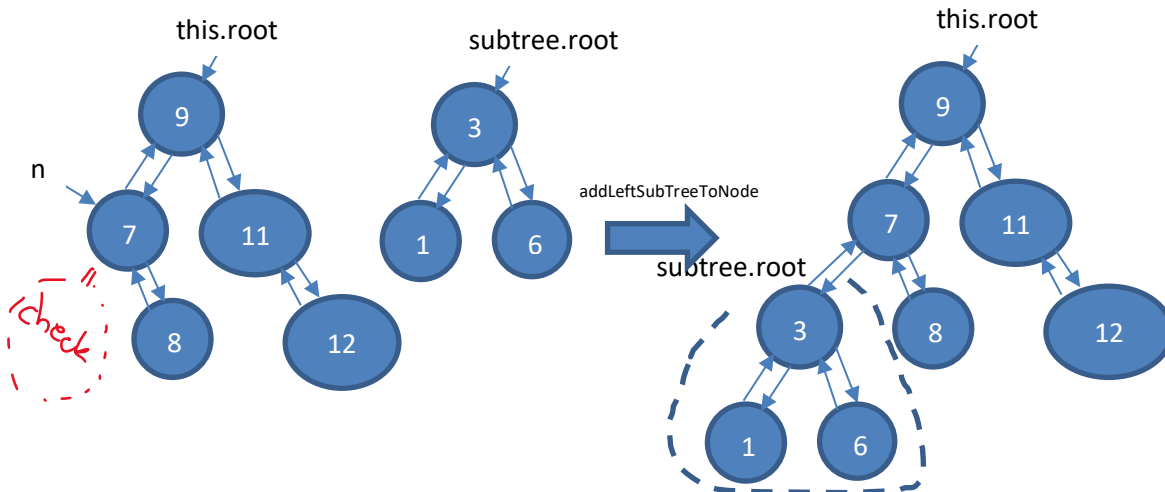 this.root
subtree.root
this.root
9
3
9
n
7
11
1
6
addLeftSubTreeToNode
7
11
subtree.root
check
8
12
3
8
12
1
6